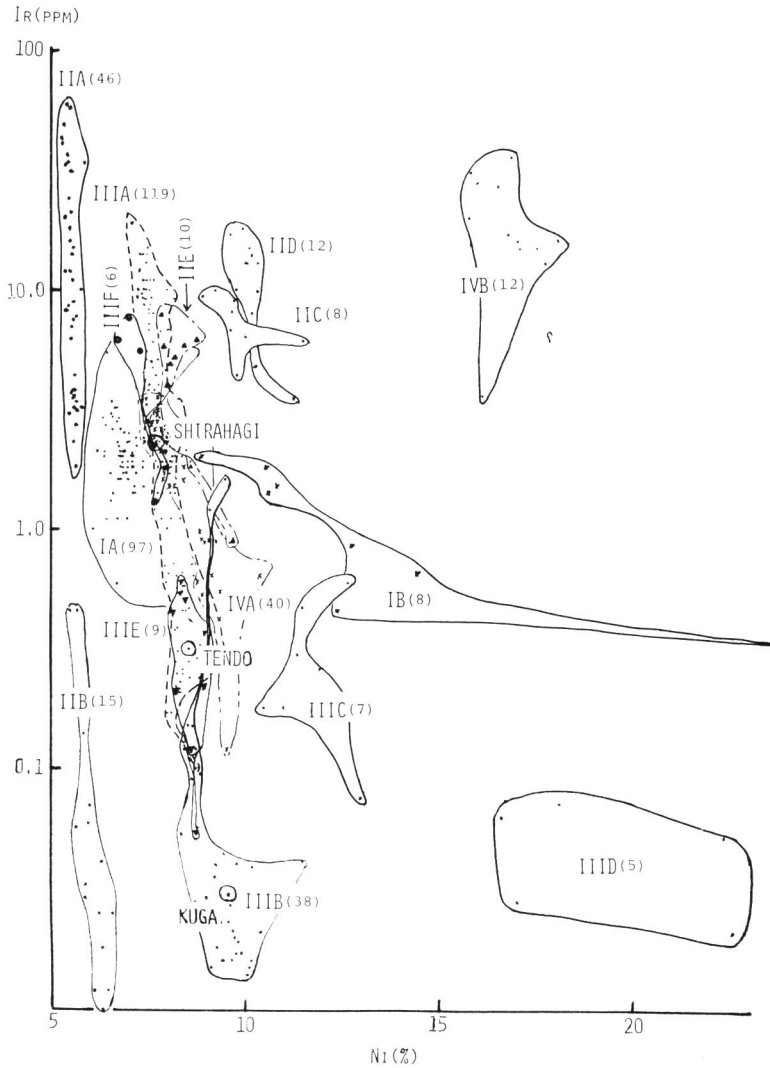 IR(PPM)
100
IIA(46)
IIIA(119)
IIE(10)
IID(12)
IIIF(6)
10.0
IIC(8)
IVB(12)
SHIRAHAGI
1.0
IA(97)
IVA(40)
IB(8)
IIIE(9)
TENDO
IIB(15)
IIIC(7)
0.1
IIID(5)
IIIB(38)
KUGA
5
10
15
20
NI(%)